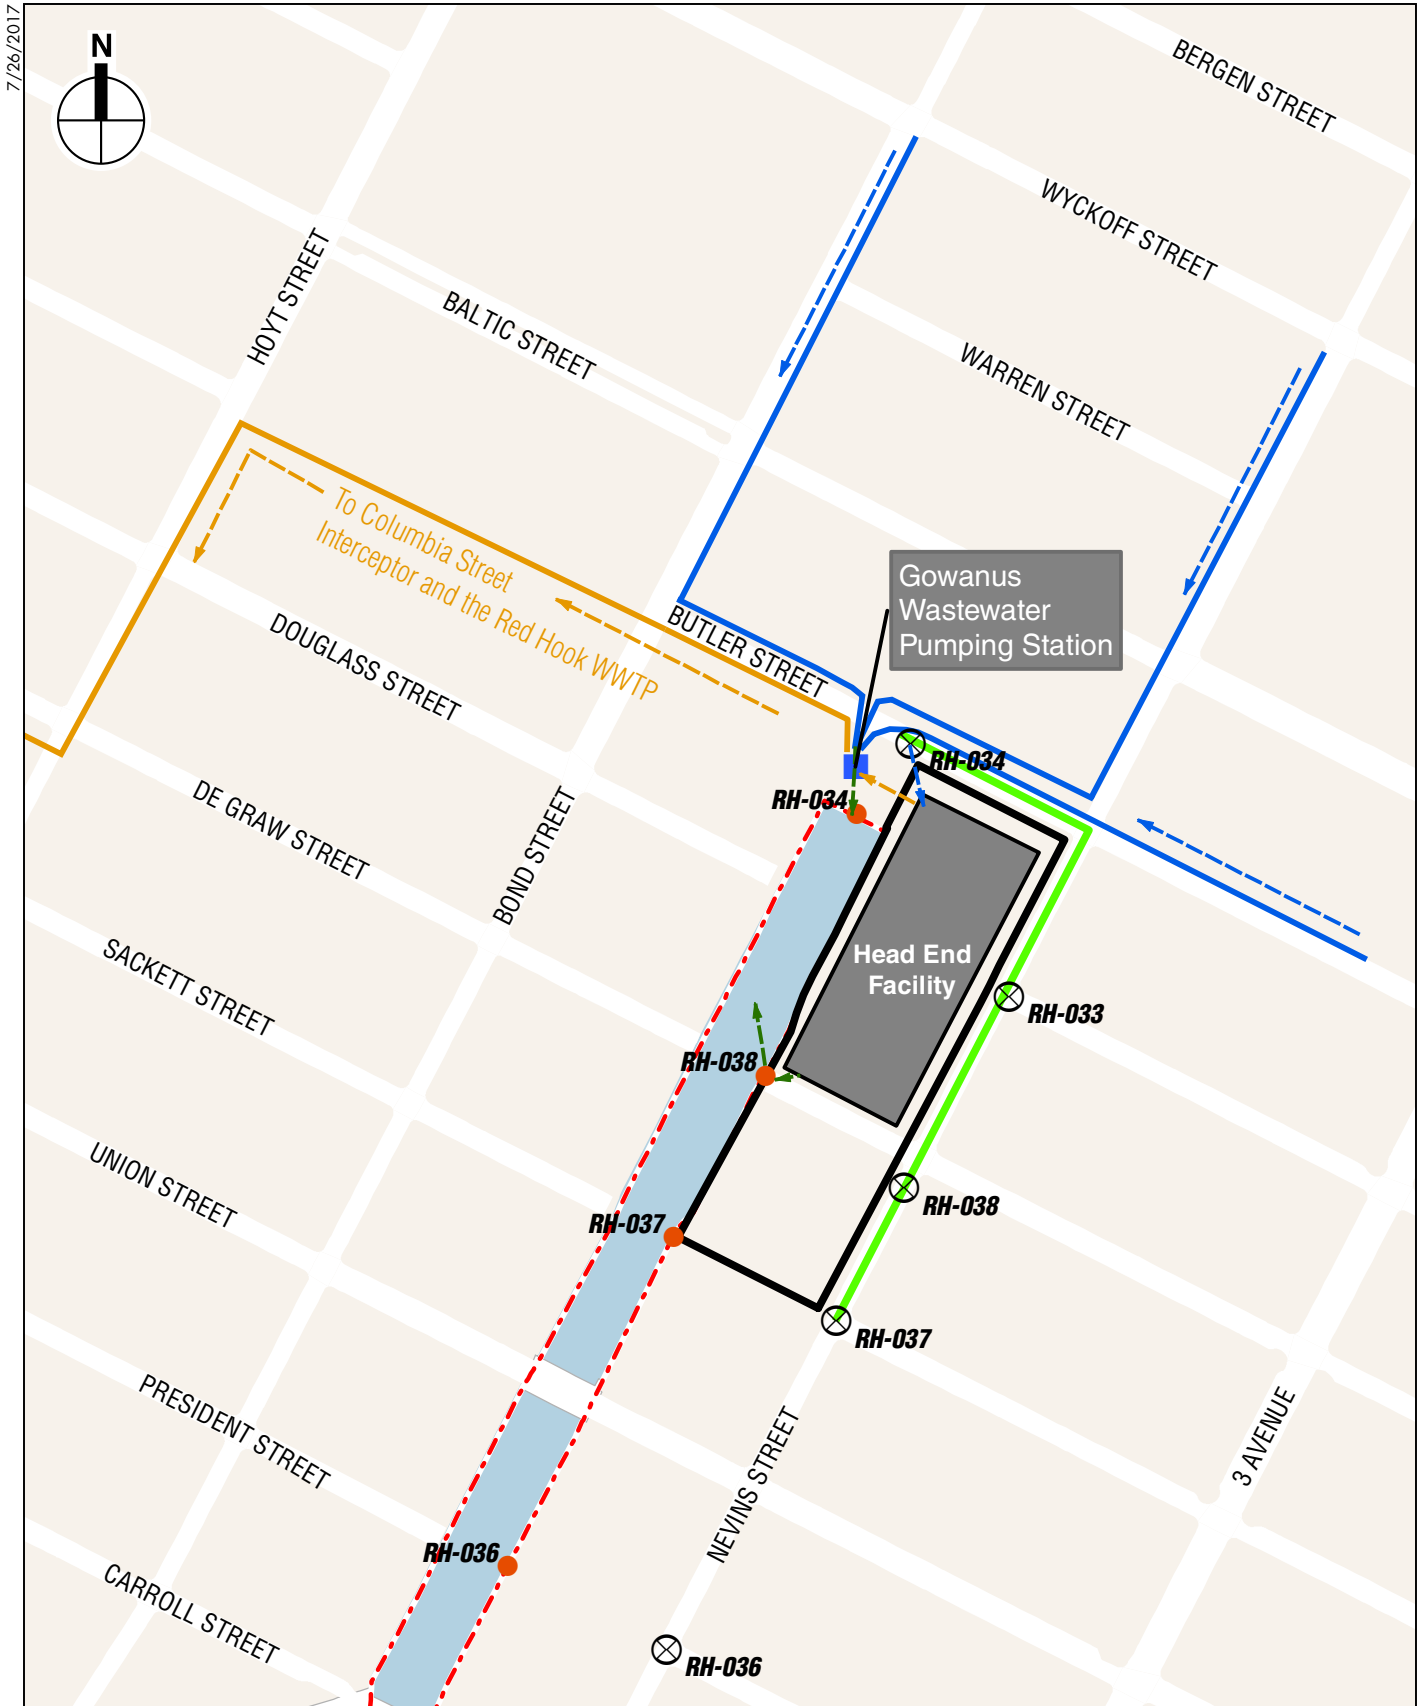 7/26/2017
N
BERGEN STREET
WYCKOFF STREET
HOYT STREET
BALTIC STREET
WARREN STREET
To Columbia Street
Interceptor and the Red Hook WWTP
Gowanus
Wastewater
Pumping Station
BUTLER STREET
DOUGLASS STREET
RH-034
RH-034
DE GRAW STREET
BOND STREET
Head End
Facility
SACKETT STREET
RH-033
RH-038
UNION STREET
RH-038
RH-037
RH-037
PRESIDENT STREET
NEVINS STREET
3 AVENUE
RH-036
CARROLL STREET
RH-036